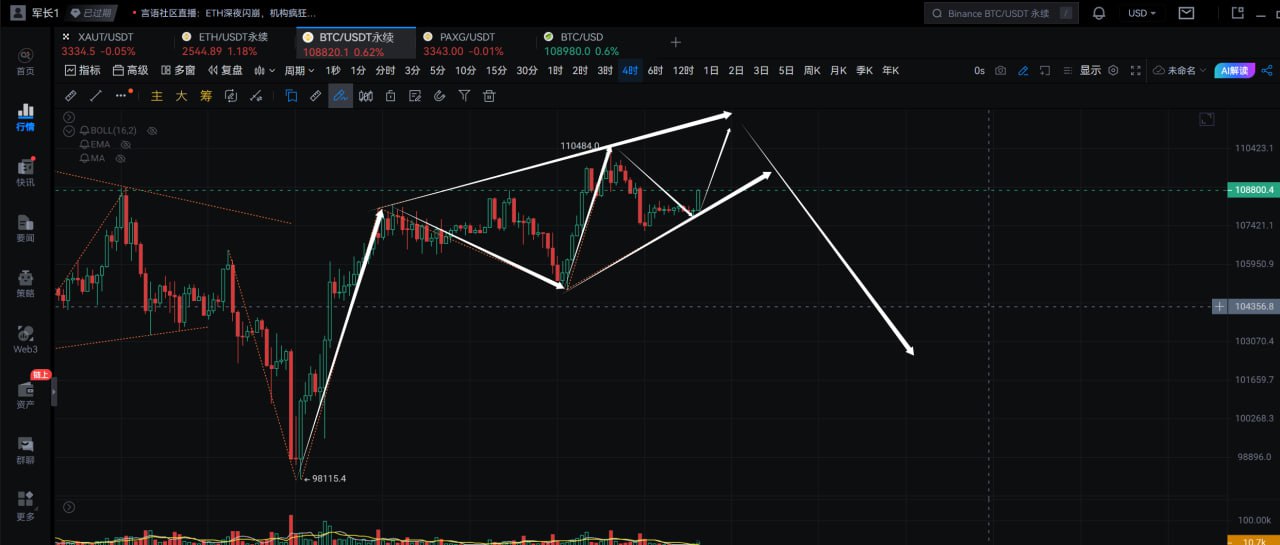 军长1 已过期 言语社区直播：ETH深夜闪崩，机构疯狂... Binance BTC/USDT 永续 / USD
XAU/USDT ETH/USDT永续 BTC/USDT永续 PAXG/USDT BTC/USD
3334.5 -0.05% 2544.89 1.18% 108820.1 0.62% 3343.00 -0.01% 108980.0 0.6%
指标 高级 多窗 复盘 周期 1秒 1分 分时 3分 5分 10分 15分 30分 1时 2时 3时 4时 6时 12时 1日 2日 3日 5日 周K 月K 季K 年K 0s 显示 未命名 AI解读
主 大 筹
首页
行情
快讯
要闻
策略
Web3
链上
资产
群聊
更多
BOLL(16,2)
EMA
MA
110484.0
98115.4
110423.1
108800.4
107421.1
105950.9
104356.8
103070.4
101659.7
100268.3
98896.0
100.00k
10.7k